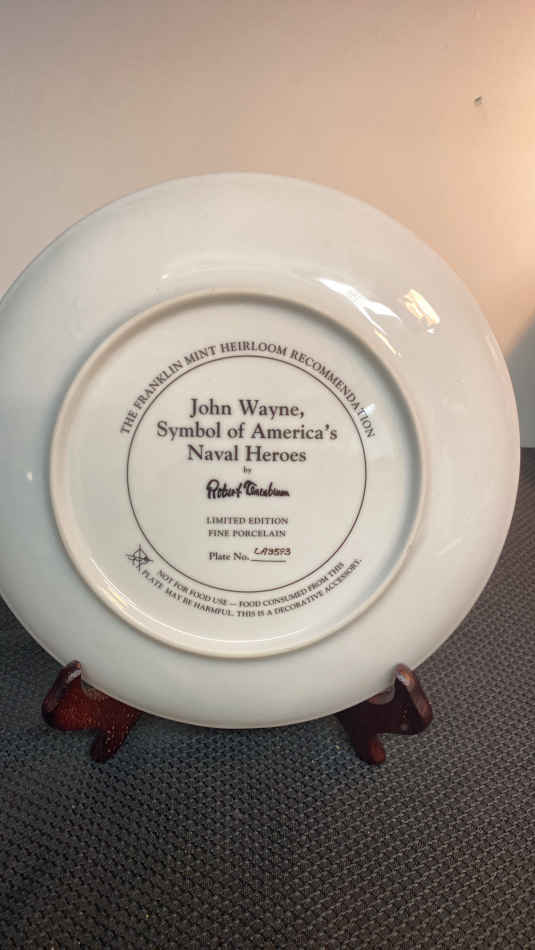 THE FRANKLIN MINT HEIRLOOM RECOMMENDATION
John Wayne,
Symbol of America's
Naval Heroes
by
Robert Tanenbaum
LIMITED EDITION
FINE PORCELAIN
Plate No. LA3593
NOT FOR FOOD USE — FOOD CONSUMED FROM THIS
PLATE MAY BE HARMFUL. THIS IS A DECORATIVE ACCESSORY.